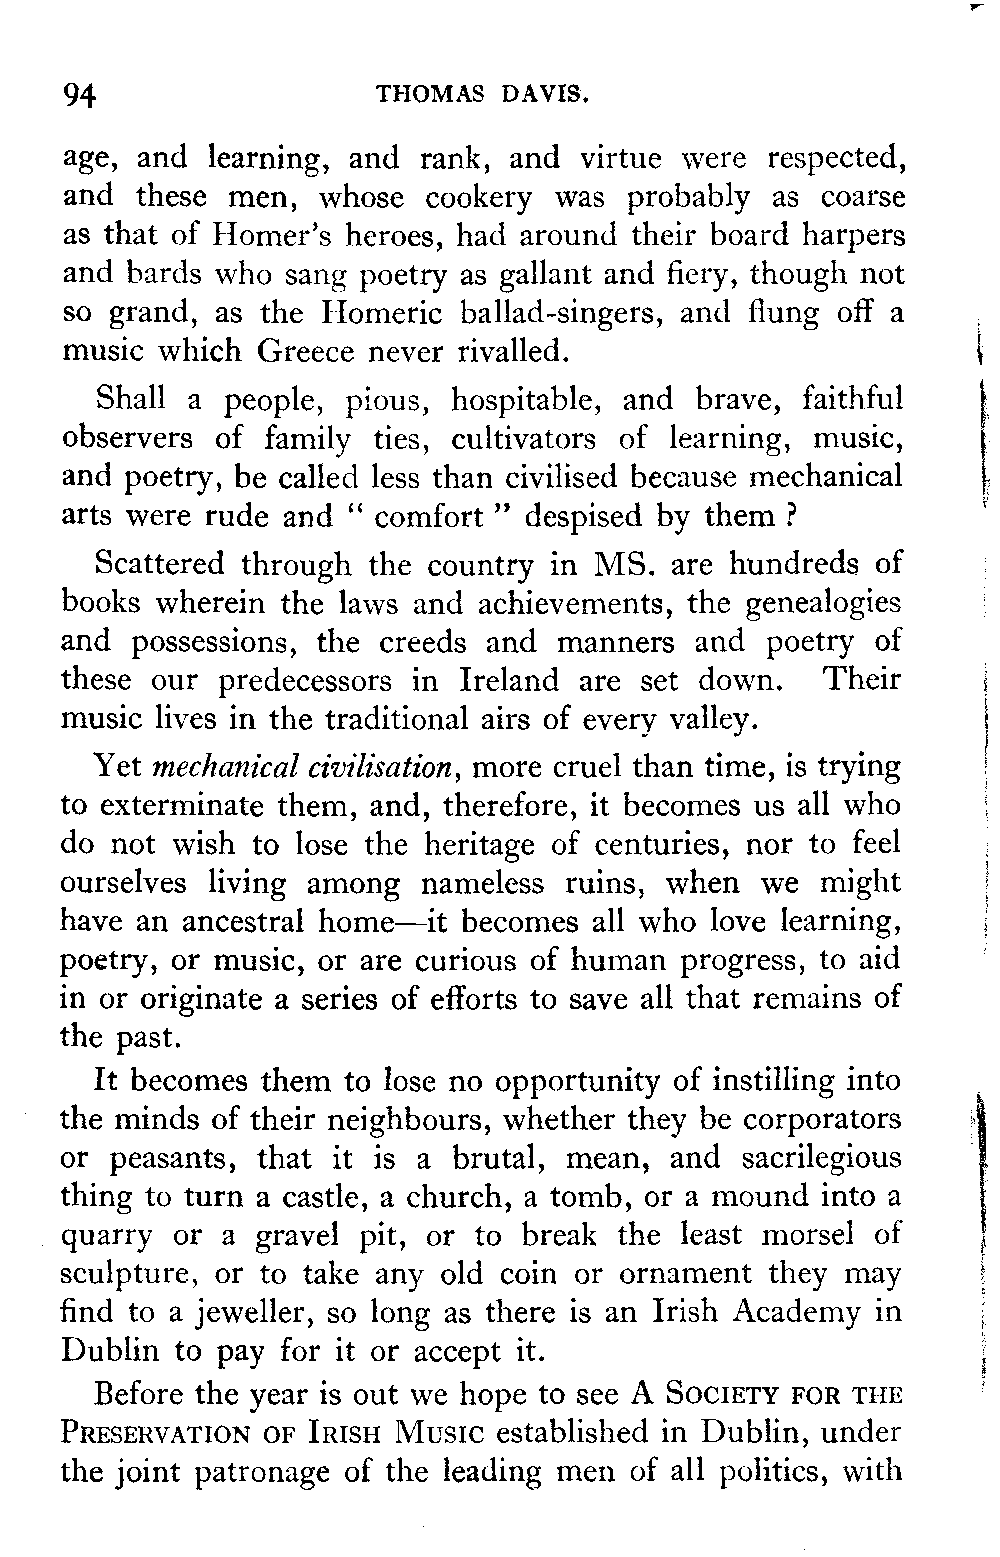 94 THOMAS DAVIS.
age, and learning, and rank, and virtue were respected,
and these men, whose cookery was probably as coarse
as that of Homer's heroes, had around their board harpers
and bards who sang poetry as gallant and fiery, though not
so grand, as the Homeric ballad-singers, and flung off a
music which Greece never rivalled.
Shall a people, pious, hospitable, and brave, faithful
observers of family ties, cultivators of learning, music,
and poetry, be called less than civilised because mechanical
arts were rude and " comfort " despised by them ?
Scattered through the country in MS. are hundreds of
books wherein the laws and achievements, the genealogies
and possessions, the creeds and manners and poetry of
these our predecessors in Ireland are set down. Their
music lives in the traditional airs of every valley.
Yet mechanical civilisation, more cruel than time, is trying
to exterminate them, and, therefore, it becomes us all who
do not wish to lose the heritage of centuries, nor to feel
ourselves living among nameless ruins, when we might
have an ancestral home—it becomes all who love learning,
poetry, or music, or are curious of human progress, to aid
in or originate a series of efforts to save all that remains of
the past.
It becomes them to lose no opportunity of instilling into
the minds of their neighbours, whether they be corporators
or peasants, that it is a brutal, mean, and sacrilegious
thing to turn a castle, a church, a tomb, or a mound into a
quarry or a gravel pit, or to break the least morsel of
sculpture, or to take any old coin or ornament they may
find to a jeweller, so long as there is an Irish Academy in
Dublin to pay for it or accept it.
Before the year is out we hope to see A SOCIETY FOR THE
PRESERVATION OF IRISH MUSIC established in Dublin, under
the joint patronage of the leading men of all politics, with